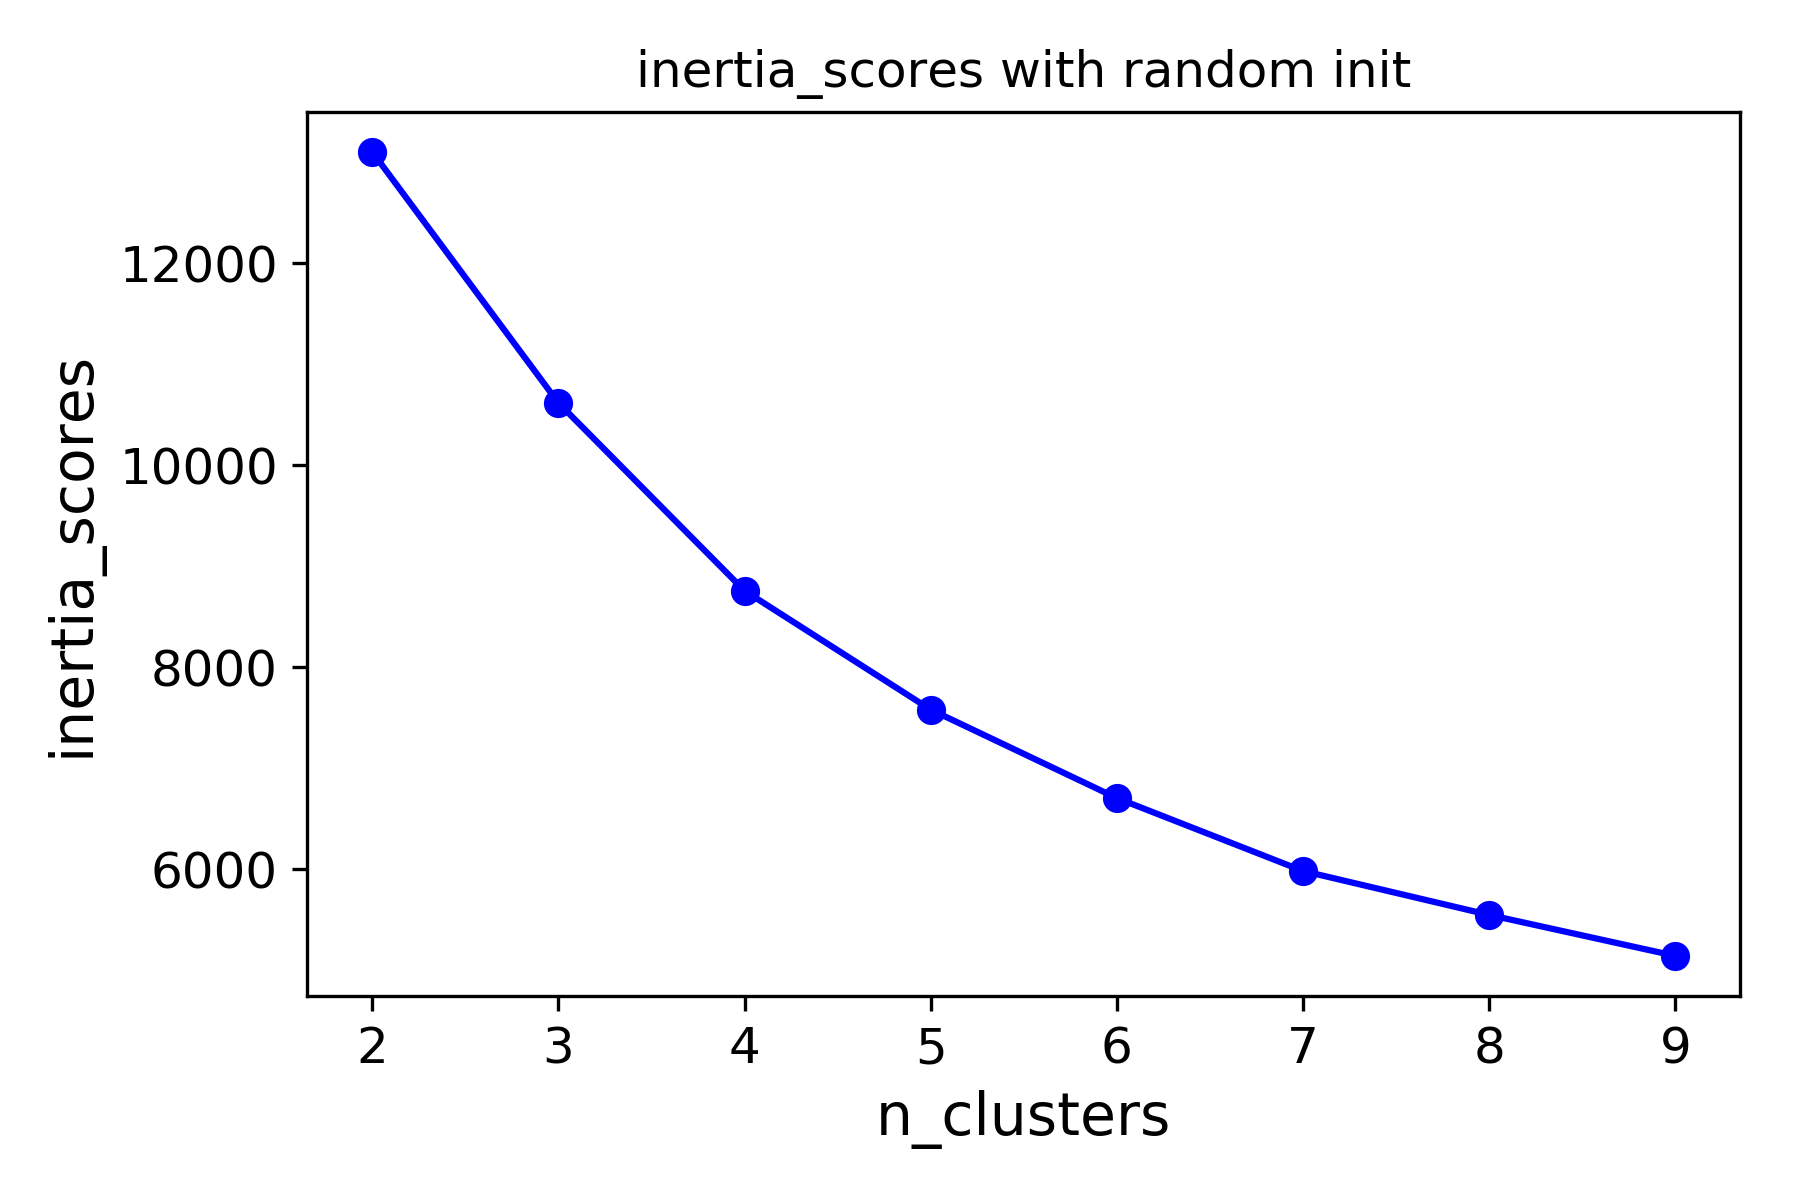 inertia_scores with random init
12000
10000
8000
6000
inertia_scores
2 3 4 5 6 7 8 9
n_clusters